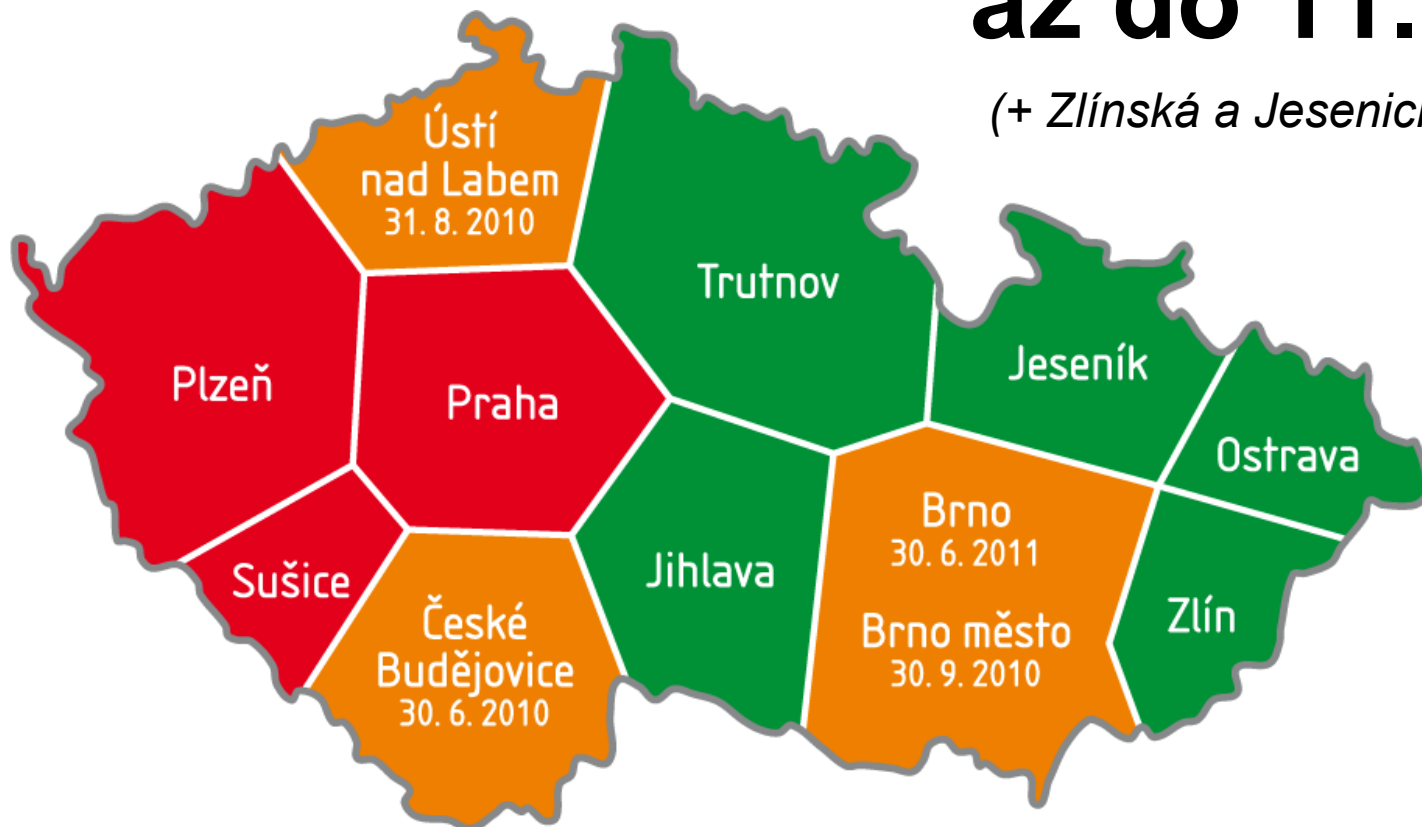 až do 11.
(+ Zlínská a Jesenic
Ústí
nad Labem
31. 8. 2010
Trutnov
Jeseník
Plzeň
Praha
Ostrava
Brno
30. 6. 2011
Jihlava
Sušice
Zlín
České
Budějovice
30. 6. 2010
Brno město
30. 9. 2010